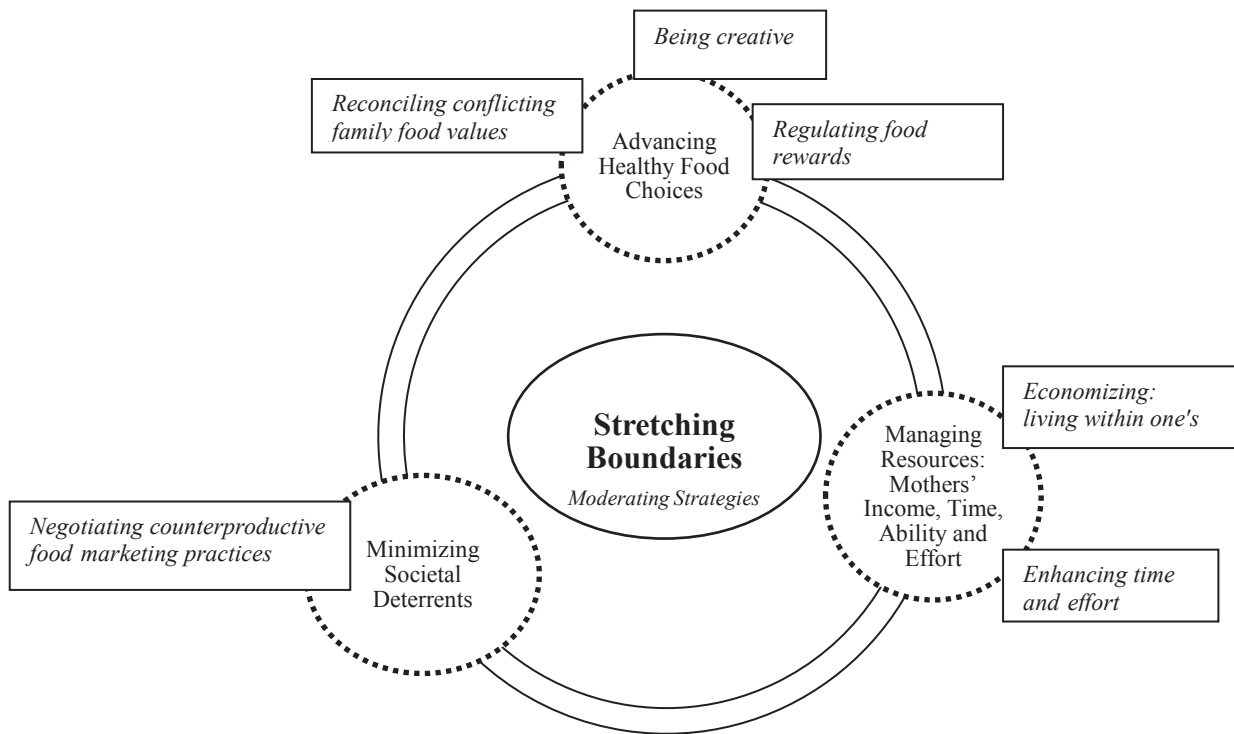 Being creative
Reconciling conflicting
family food values
Regulating food
rewards
Advancing
Healthy Food
Choices
Stretching
Boundaries
Moderating Strategies
Economizing:
living within one's
Managing
Resources:
Mothers’
Income, Time,
Ability and
Effort
Enhancing time
and effort
Negotiating counterproductive
food marketing practices
Minimizing
Societal
Deterrents